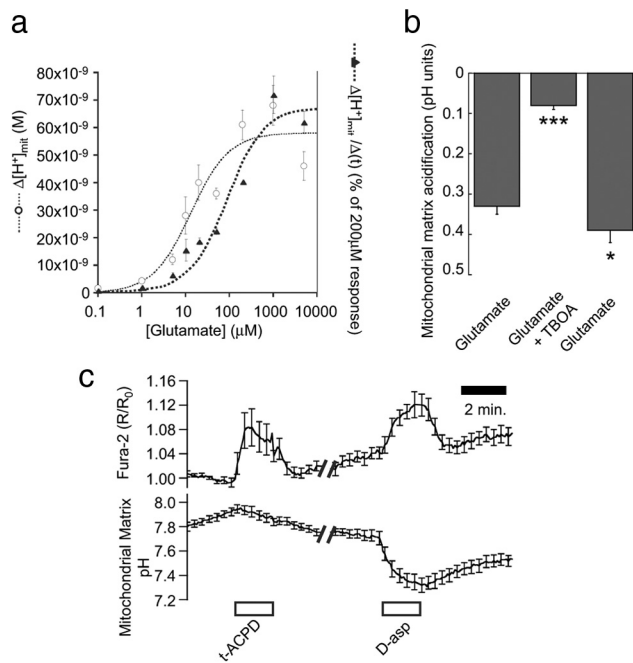 a
Δ[H⁺]mit (M)
80x10⁻⁹
70x10⁻⁹
60x10⁻⁹
50x10⁻⁹
40x10⁻⁹
30x10⁻⁹
20x10⁻⁹
10x10⁻⁹
0
0.1
1
10
100
1000
10000
[Glutamate] (μM)
Δ[H⁺]mit /Δ(t) (% of 200μM response)
b
Mitochondrial matrix acidification (pH units)
0
0.1
0.2
0.3
0.4
0.5
***
*
Glutamate
Glutamate
+ TBOA
Glutamate
c
Fura-2 (R/R₀)
1.16
1.12
1.08
1.04
1.00
2 min.
Mitochondrial Matrix
pH
8.0
7.8
7.6
7.4
7.2
t-ACPD
D-asp